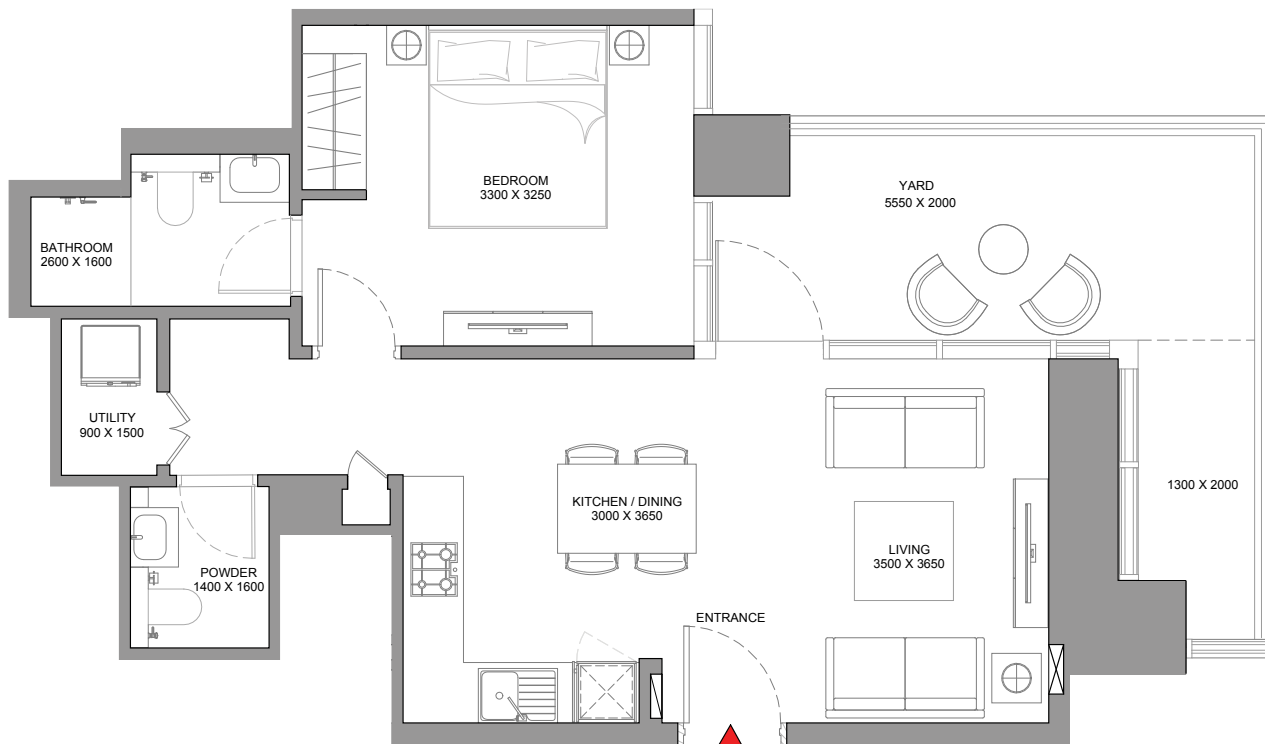 BEDROOM
3300 X 3250
YARD
5550 X 2000
BATHROOM
2600 X 1600
UTILITY
900 X 1500
KITCHEN / DINING
3000 X 3650
1300 X 2000
LIVING
3500 X 3650
POWDER
1400 X 1600
ENTRANCE